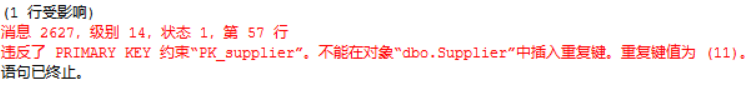 (1 行受影响)
消息 2627，级别 14，状态 1，第 57 行
违反了 PRIMARY KEY 约束“PK_supplier”。不能在对象“dbo.Supplier”中插入重复键。重复键值为 (11)。
语句已终止。